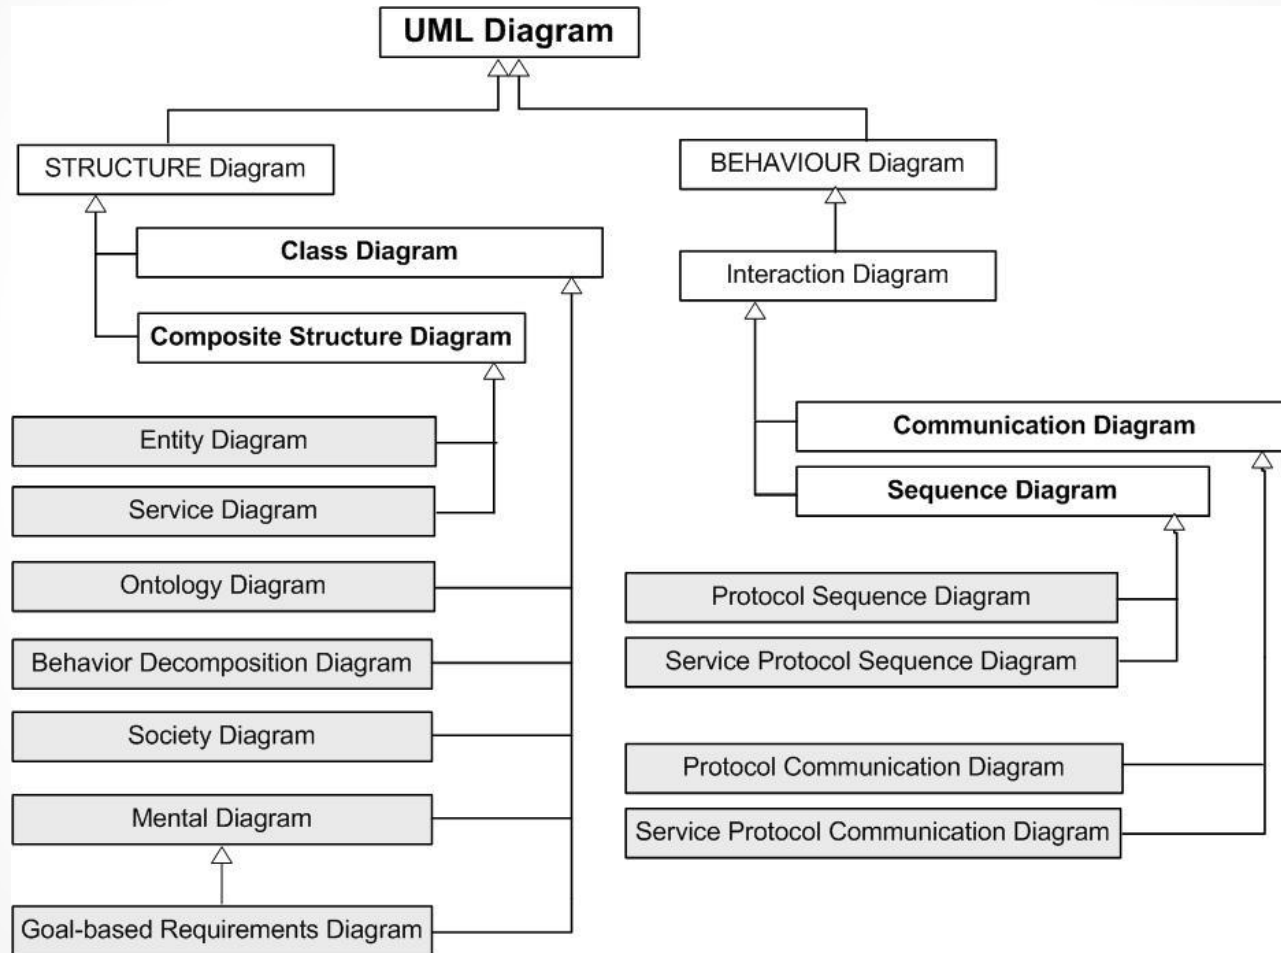 UML Diagram
STRUCTURE Diagram
BEHAVIOUR Diagram
Class Diagram
Interaction Diagram
Composite Structure Diagram
Entity Diagram
Communication Diagram
Service Diagram
Sequence Diagram
Ontology Diagram
Protocol Sequence Diagram
Behavior Decomposition Diagram
Service Protocol Sequence Diagram
Society Diagram
Protocol Communication Diagram
Mental Diagram
Service Protocol Communication Diagram
Goal-based Requirements Diagram